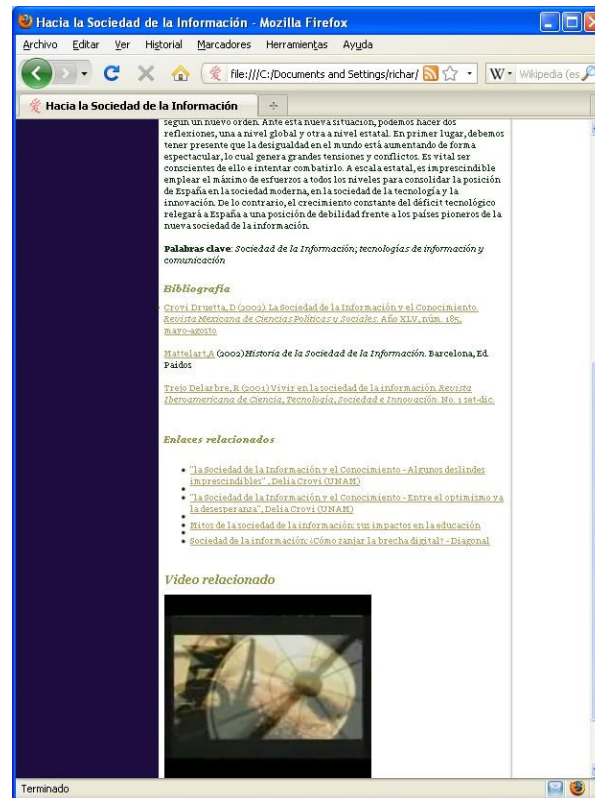 Hacia la Sociedad de la Información - Mozilla Firefox
Archivo Editar Ver Historial Marcadores Herramientas Ayuda
file:///C:/Documents and Settings/richar/ Wikipedia (es
Hacia la Sociedad de la Información
según un nuevo orden. Ante esta nueva situación, podemos hacer dos
reflexiones, una a nivel global y otra a nivel estatal. En primer lugar, debemos
tener presente que la desigualdad en el mundo está aumentando de forma
espectacular, lo cual genera grandes tensiones y conflictos. Es vital ser
conscientes de ello e intentar combatirlo. A escala estatal, es imprescindible
emplear el máximo de esfuerzos a todos los niveles para consolidar la posición
de España en la sociedad moderna, en la sociedad de la tecnología y la
innovación. De lo contrario, el crecimiento constante del déficit tecnológico
relegará a España a una posición de debilidad frente a los países pioneros de la
nueva sociedad de la información.
Palabras clave: Sociedad de la Información; tecnologías de información y
comunicación
Bibliografía
Crovi Druetta, D (2002). La Sociedad de la Información y el Conocimiento.
Revista Mexicana de Ciencias Políticas y Sociales. Año XLV, núm. 185,
mayo-agosto
Mattelart,A (2002)Historia de la Sociedad de la Información. Barcelona, Ed.
Paidos
Trejo Delarbre, R (2001) Vivir en la sociedad de la información. Revista
Iberoamericana de Ciencia, Tecnología, Sociedad e Innovación. No. 1 set-dic.
Enlaces relacionados
"la Sociedad de la Información y el Conocimiento - Algunos deslindes
imprescindibles" , Delia Crovi (UNAM)
"la Sociedad de la Información y el Conocimiento - Entre el optimismo ya
la desesperanza", Delia Crovi (UNAM)
Mitos de la sociedad de la información: sus impactos en la educación
Sociedad de la información: ¿Cómo zanjar la brecha digital? - Diagonal
Video relacionado
Terminado